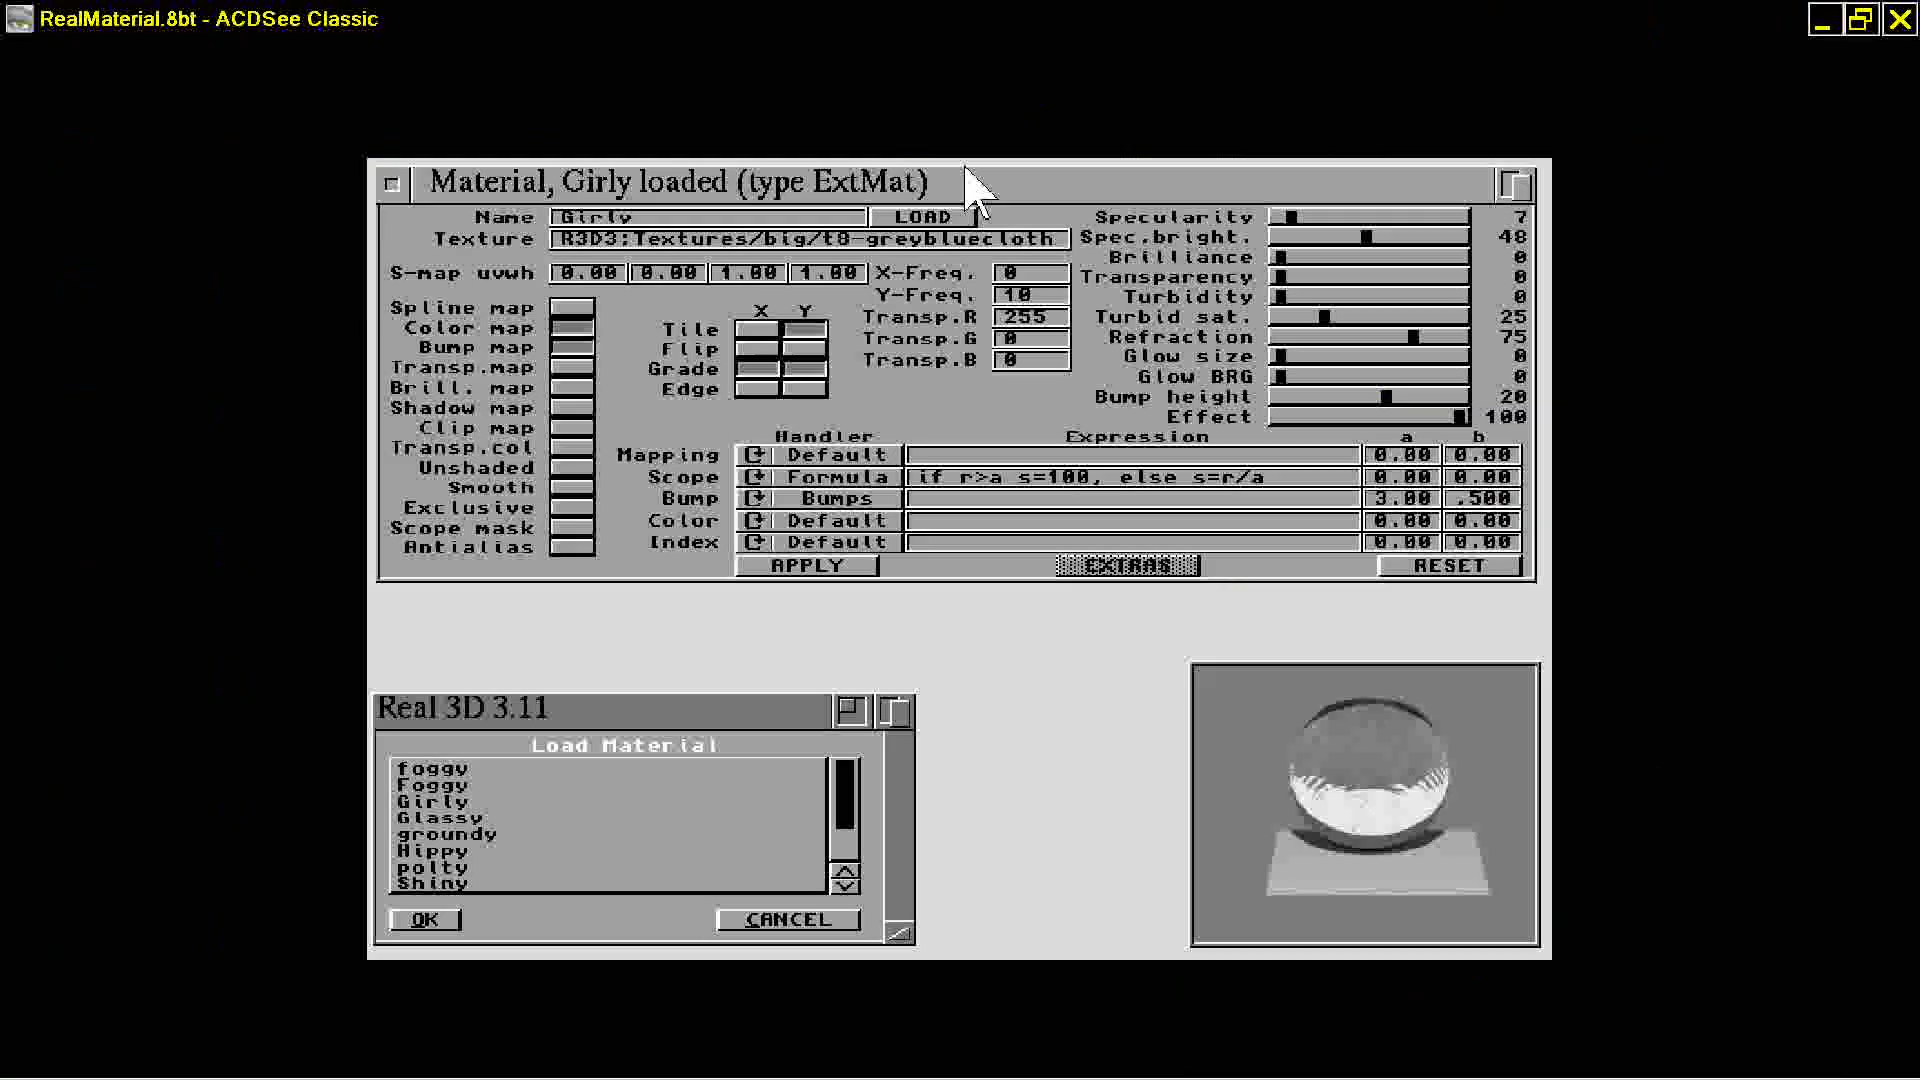 RealMaterial.8bt - ACDSee Classic
Material, Girly loaded (type ExtMat)
Name Girly LOAD
Texture R3D3:Textures/big/t8-greybluecloth
S-map uvwh 0.00 0.00 1.00 1.00
X-Freq. 0
Y-Freq. 10
Transp.R 255
Transp.G 0
Transp.B 0
Spline map
Color map
Bump map
Transp.map
Brill. map
Shadow map
Clip map
Transp.col
Unshaded
Smooth
Exclusive
Scope mask
Antialias
X Y
Tile
Flip
Grade
Edge
Specularity 7
Spec.bright. 48
Brilliance 0
Transparency 0
Turbidity 0
Turbid sat. 25
Refraction 75
Glow size 0
Glow BRG 0
Bump height 20
Effect 100
Handler Expression a b
Mapping Default 0.00 0.00
Scope Formula if r>a s=100, else s=r/a 0.00 0.00
Bump Bumps 3.00 .500
Color Default 0.00 0.00
Index Default 0.00 0.00
APPLY EXTRAS RESET
Real 3D 3.11
Load Material
foggy
Foggy
Girly
Glassy
groundy
Hippy
polty
Shiny
OK CANCEL